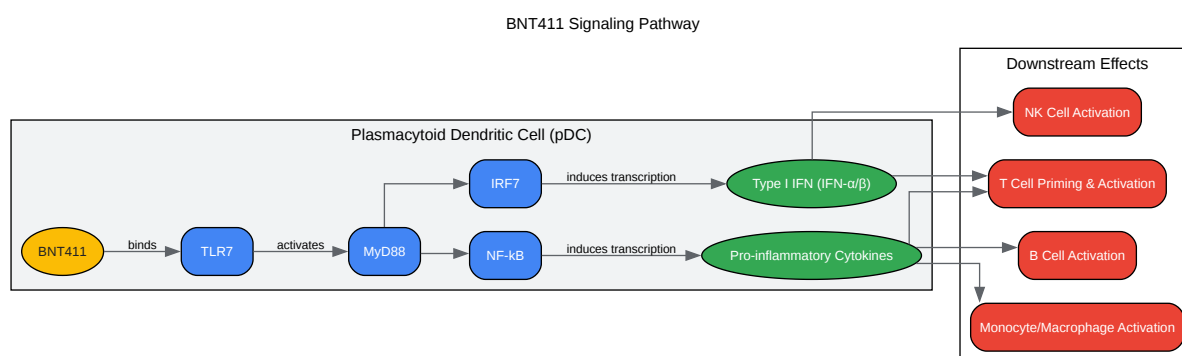 BNT411 Signaling Pathway
Downstream Effects
NK Cell Activation
Plasmacytoid Dendritic Cell (pDC)
IRF7
induces transcription
Type I IFN (IFN-α/β)
T Cell Priming & Activation
BNT411
binds
TLR7
activates
MyD88
NF-kB
induces transcription
Pro-inflammatory Cytokines
B Cell Activation
Monocyte/Macrophage Activation